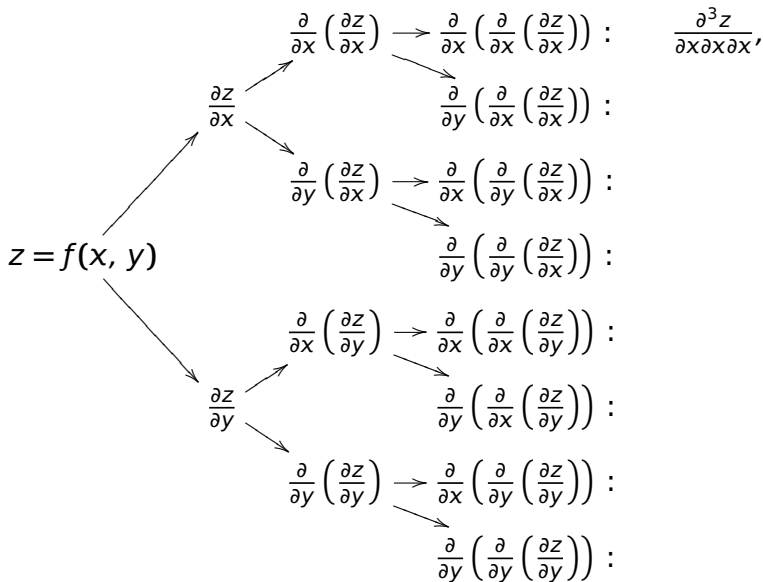 ∂/∂x (∂z/∂x) → ∂/∂x (∂/∂x (∂z/∂x)) : ∂³z/∂x∂x∂x,
∂z/∂x ∂/∂y (∂/∂x (∂z/∂x)) :
∂/∂y (∂z/∂x) → ∂/∂x (∂/∂y (∂z/∂x)) :
z = f(x, y) ∂/∂y (∂/∂y (∂z/∂x)) :
∂/∂x (∂z/∂y) → ∂/∂x (∂/∂x (∂z/∂y)) :
∂z/∂y ∂/∂y (∂/∂x (∂z/∂y)) :
∂/∂y (∂z/∂y) → ∂/∂x (∂/∂y (∂z/∂y)) :
∂/∂y (∂/∂y (∂z/∂y)) :